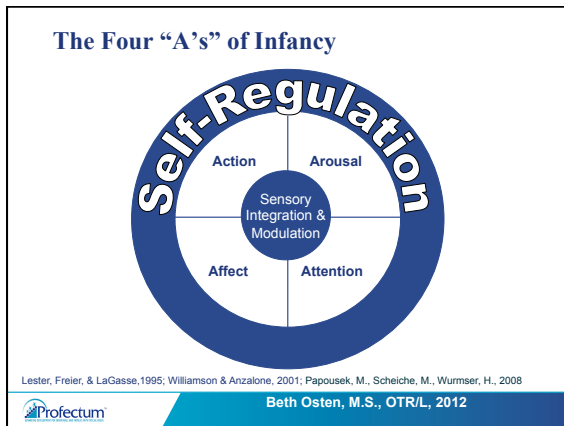 The Four “A’s” of Infancy
Self-Regulation
Action
Arousal
Sensory
Integration &
Modulation
Affect
Attention
Lester, Freier, & LaGasse,1995; Williamson & Anzalone, 2001; Papousek, M., Scheiche, M., Wurmser, H., 2008
Profectum™
Beth Osten, M.S., OTR/L, 2012